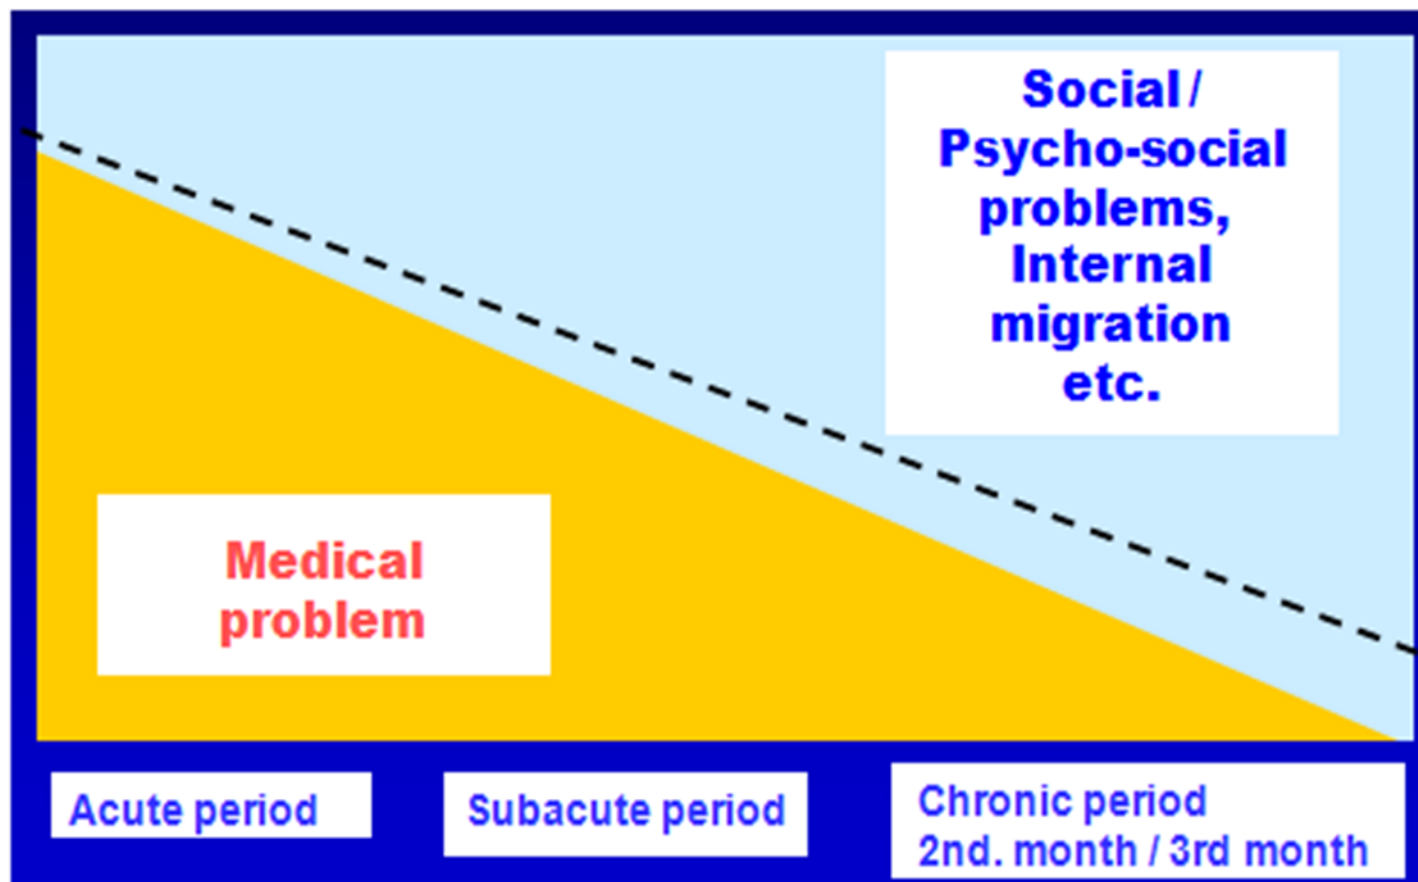 Social /
Psycho-social
problems,
Internal
migration
etc.
Medical
problem
Acute period
Subacute period
Chronic period
2nd. month / 3rd month